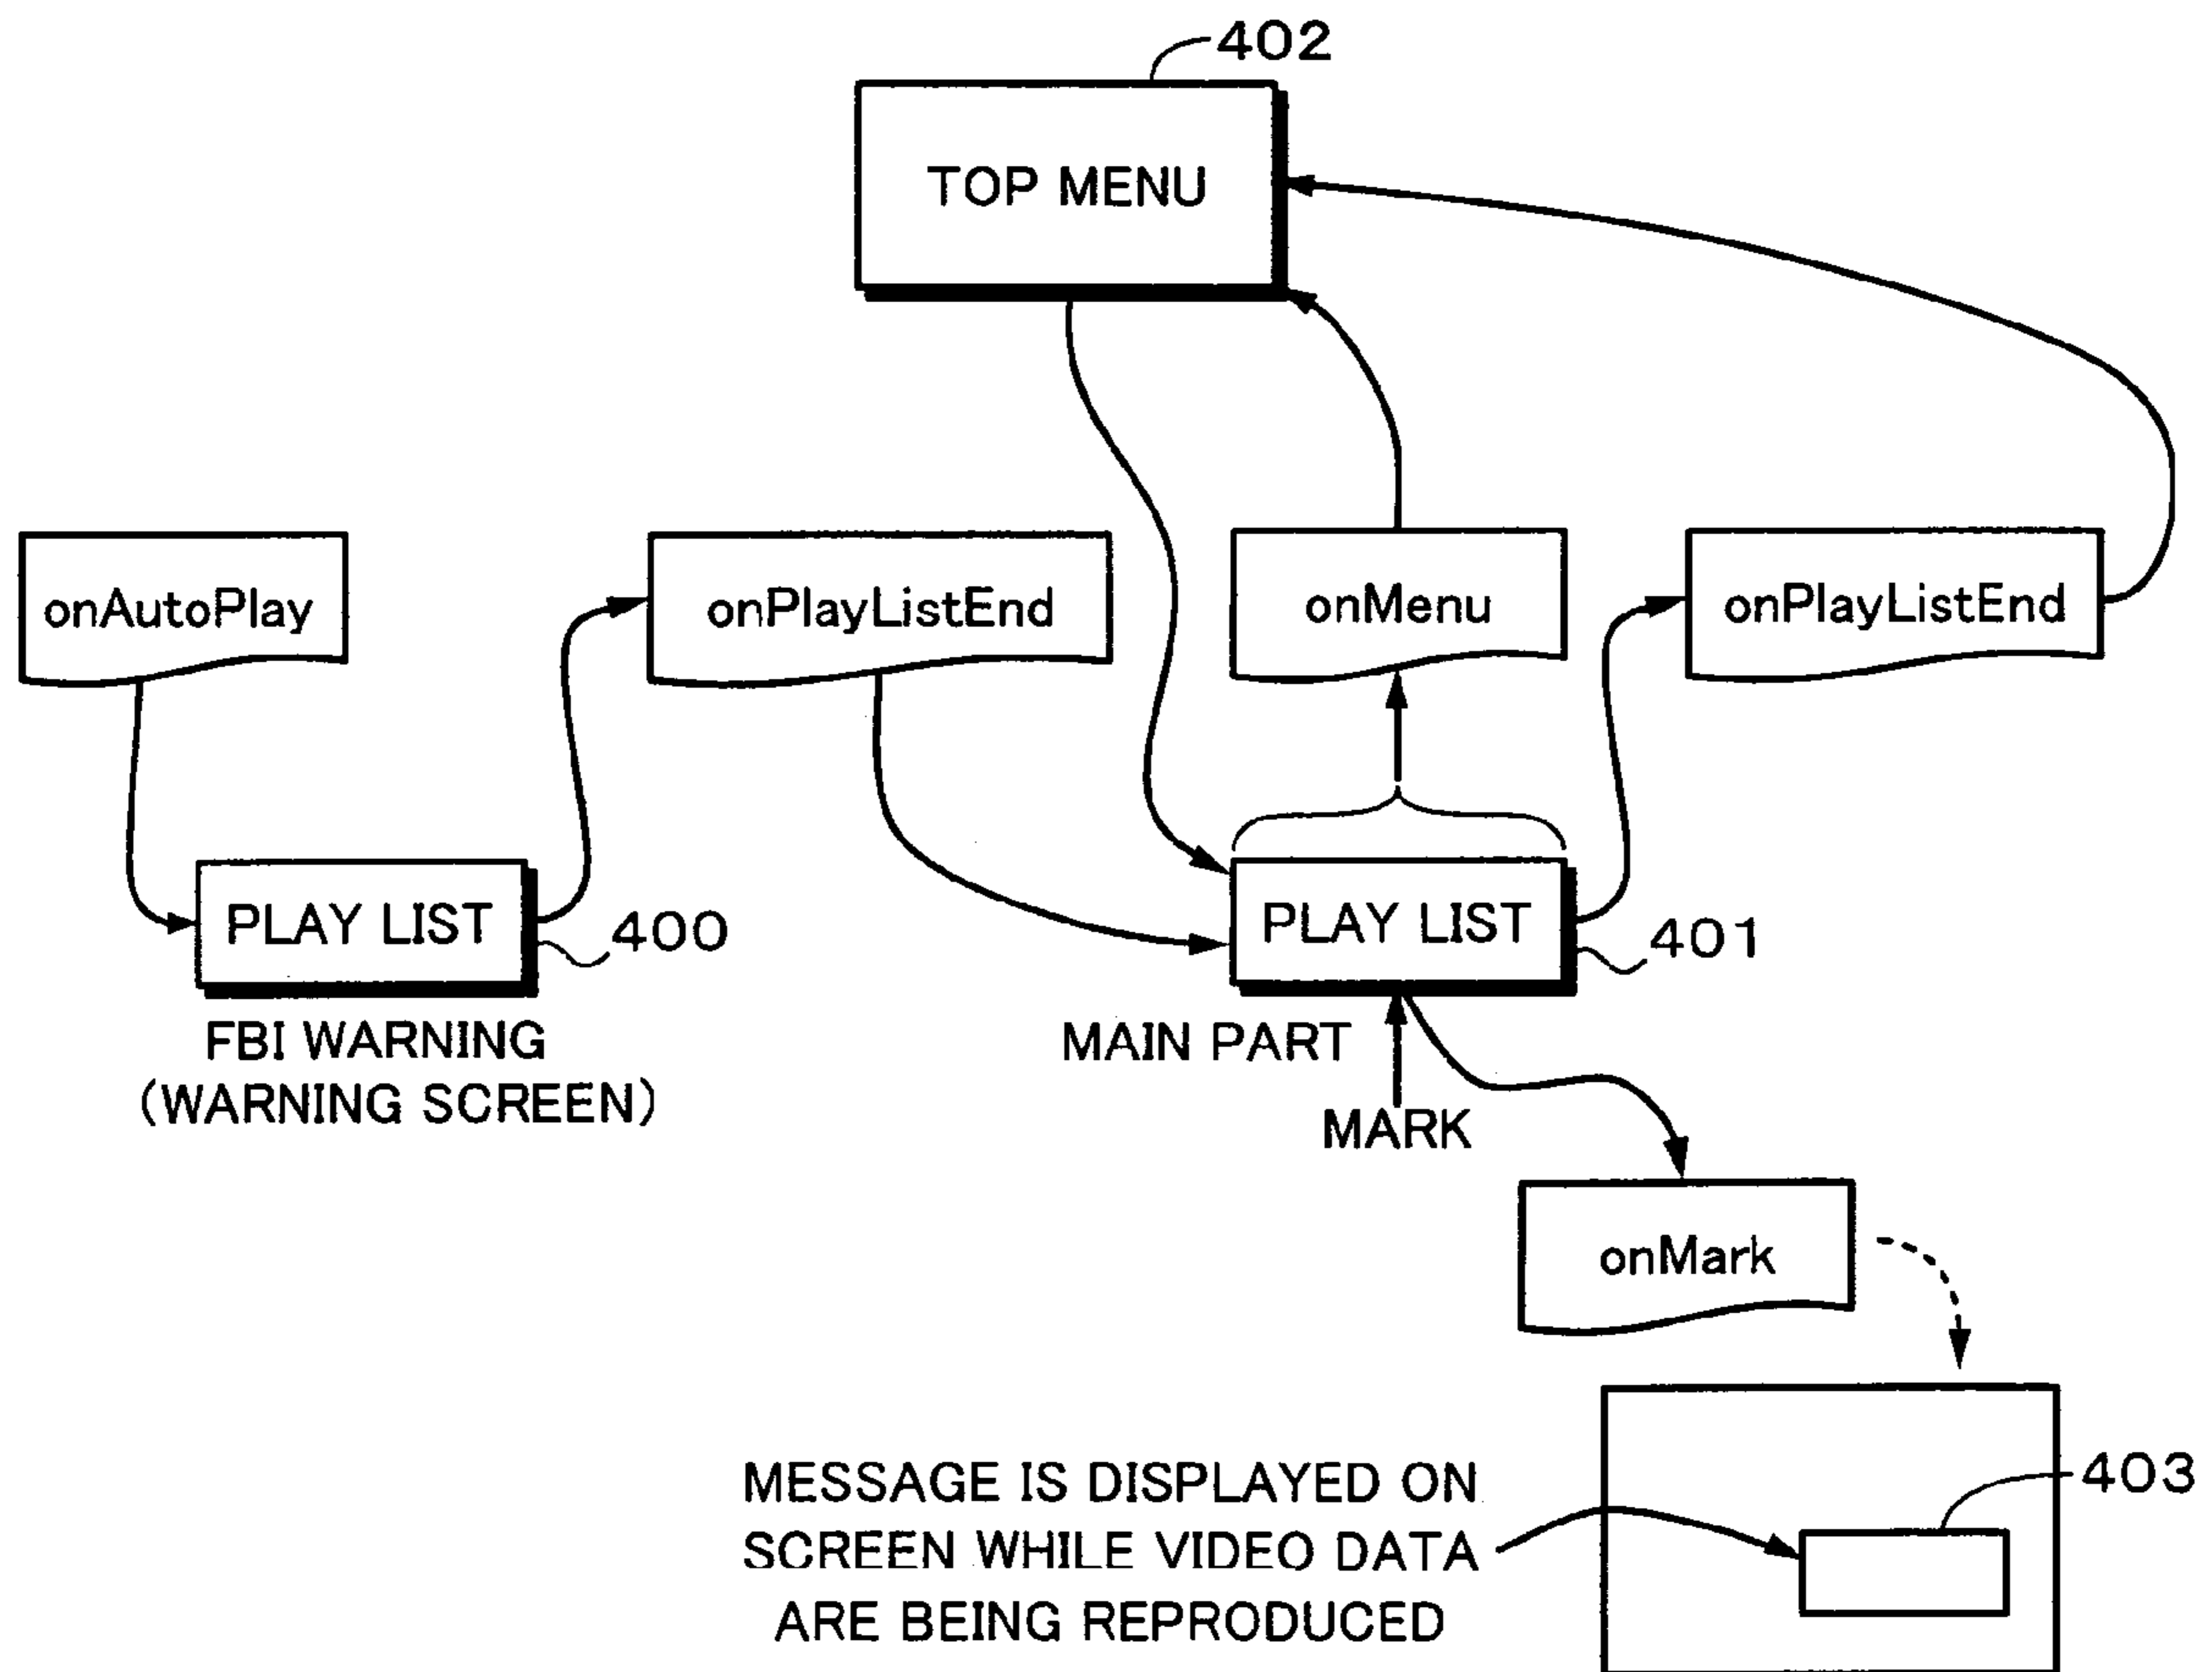 402
TOP MENU
onAutoPlay
onPlayListEnd
onMenu
onPlayListEnd
PLAY LIST
400
PLAY LIST
401
FBI WARNING
(WARNING SCREEN)
MAIN PART
MARK
onMark
MESSAGE IS DISPLAYED ON
SCREEN WHILE VIDEO DATA
ARE BEING REPRODUCED
403